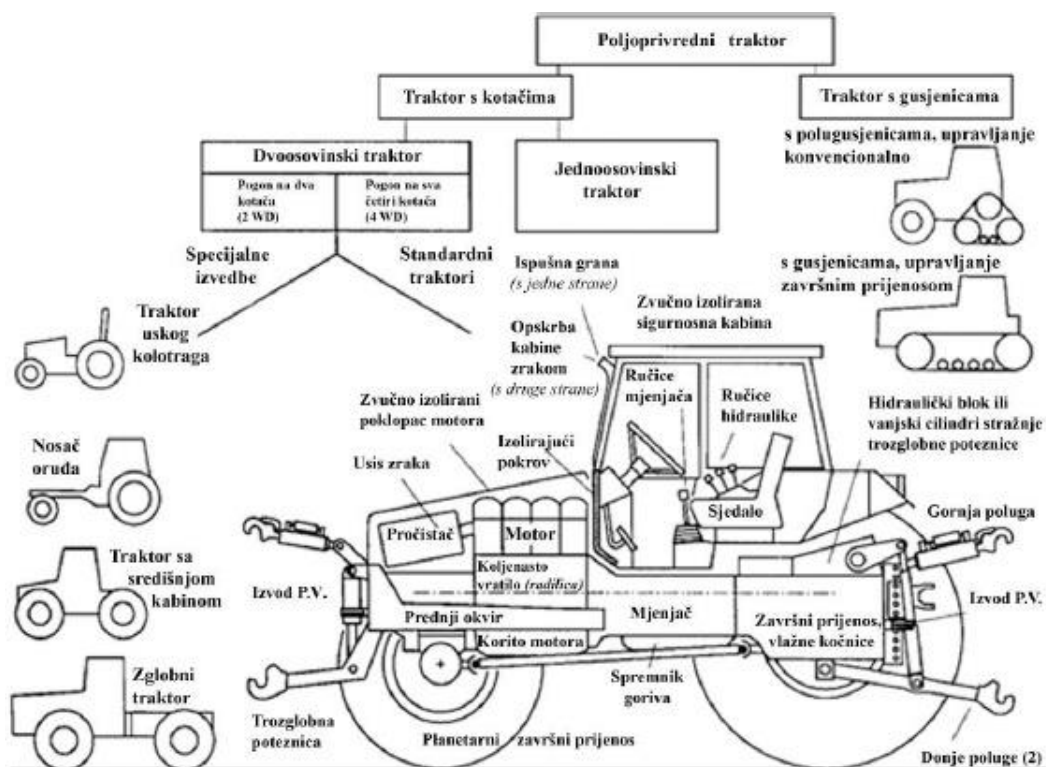 Poljoprivredni traktor
Traktor s kotačima
Traktor s gusjenicama
s polugusjenicama, upravljanje
konvencionalno
Dvoosovinski traktor
Pogon na dva
kotača
(2 WD)
Pogon na sva
četiri kotača
(4 WD)
Jednoosovinski
traktor
Specijalne
izvedbe
Standardni
traktori
Ispušna grana
(s jedne strane)
s gusjenicama, upravljanje
završnim prijenosom
Zvučno izolirana
sigurnosna kabina
Traktor
uskog
kolotraga
Opskrba
kabine
zrakom
(s druge strane)
Ručice
mjenjača
Ručice
hidraulike
Hidraulički blok ili
vanjski cilindri stražnje
trozglobne poteznice
Zvučno izolirani
poklopac motora
Izolirajući
pokrov
Usis zraka
Nosač
oruđa
Sjedalo
Gornja poluga
Pročistač
Motor
Traktor sa
središnjom
kabinom
Koljenasto
vratilo (radilica)
Izvod P.V.
Izvod P.V.
Prednji okvir
Mjenjač
Završni prijenos,
vlažne kočnice
Korito motora
Zglobni
traktor
Spremnik
goriva
Trozglobna
poteznica
Planetarni završni prijenos
Donje poluge (2)